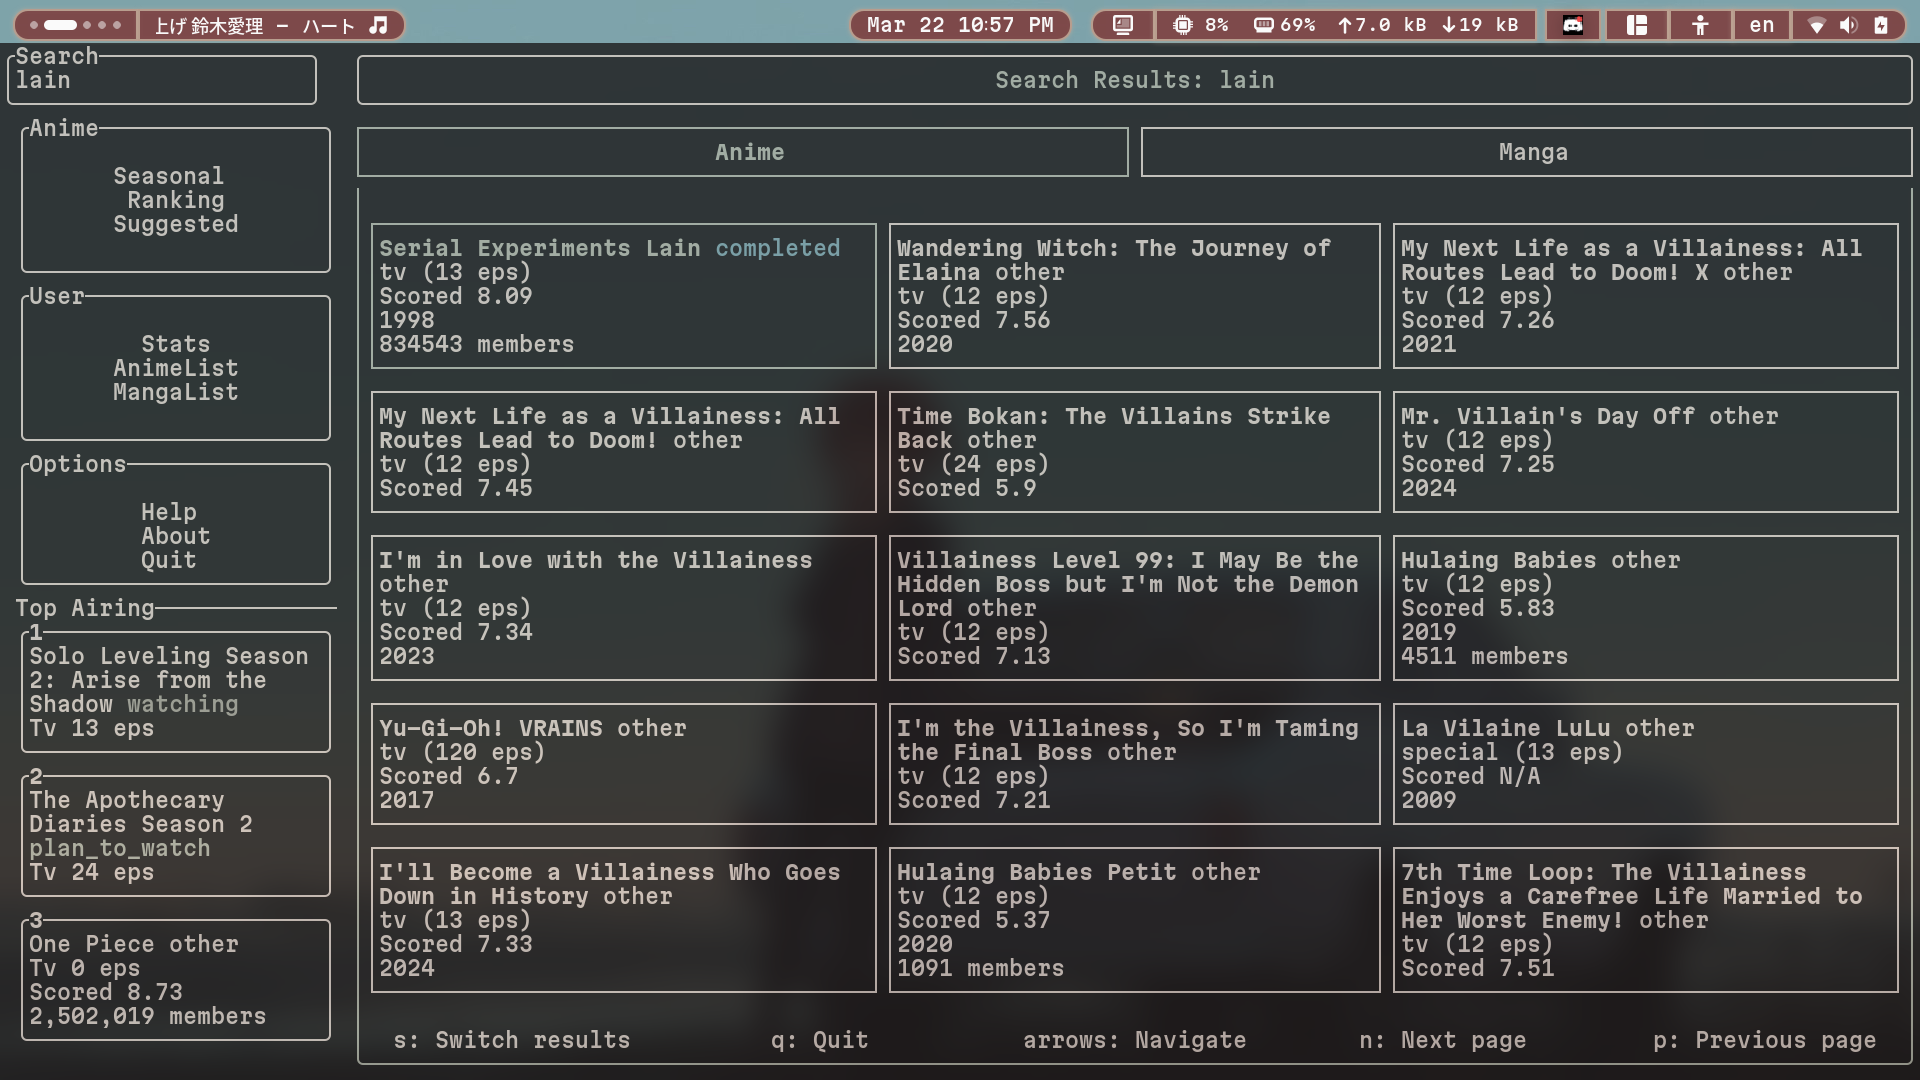 上げ 鈴木愛理 – ハート
Mar 22 10:57 PM
8% 69% ↑7.0 kB ↓19 kB
en
Search
lain
Search Results: lain
Anime
Seasonal
Ranking
Suggested
User
Stats
AnimeList
MangaList
Options
Help
About
Quit
Top Airing
1
Solo Leveling Season
2: Arise from the
Shadow watching
Tv 13 eps
2
The Apothecary
Diaries Season 2
plan_to_watch
Tv 24 eps
3
One Piece other
Tv 0 eps
Scored 8.73
2,502,019 members
Anime
Manga
Serial Experiments Lain completed
tv (13 eps)
Scored 8.09
1998
834543 members
Wandering Witch: The Journey of
Elaina other
tv (12 eps)
Scored 7.56
2020
My Next Life as a Villainess: All
Routes Lead to Doom! X other
tv (12 eps)
Scored 7.26
2021
My Next Life as a Villainess: All
Routes Lead to Doom! other
tv (12 eps)
Scored 7.45
Time Bokan: The Villains Strike
Back other
tv (24 eps)
Scored 5.9
Mr. Villain's Day Off other
tv (12 eps)
Scored 7.25
2024
I'm in Love with the Villainess
other
tv (12 eps)
Scored 7.34
2023
Villainess Level 99: I May Be the
Hidden Boss but I'm Not the Demon
Lord other
tv (12 eps)
Scored 7.13
Hulaing Babies other
tv (12 eps)
Scored 5.83
2019
4511 members
Yu-Gi-Oh! VRAINS other
tv (120 eps)
Scored 6.7
2017
I'm the Villainess, So I'm Taming
the Final Boss other
tv (12 eps)
Scored 7.21
La Vilaine LuLu other
special (13 eps)
Scored N/A
2009
I'll Become a Villainess Who Goes
Down in History other
tv (13 eps)
Scored 7.33
2024
Hulaing Babies Petit other
tv (12 eps)
Scored 5.37
2020
1091 members
7th Time Loop: The Villainess
Enjoys a Carefree Life Married to
Her Worst Enemy! other
tv (12 eps)
Scored 7.51
s: Switch results q: Quit arrows: Navigate n: Next page p: Previous page